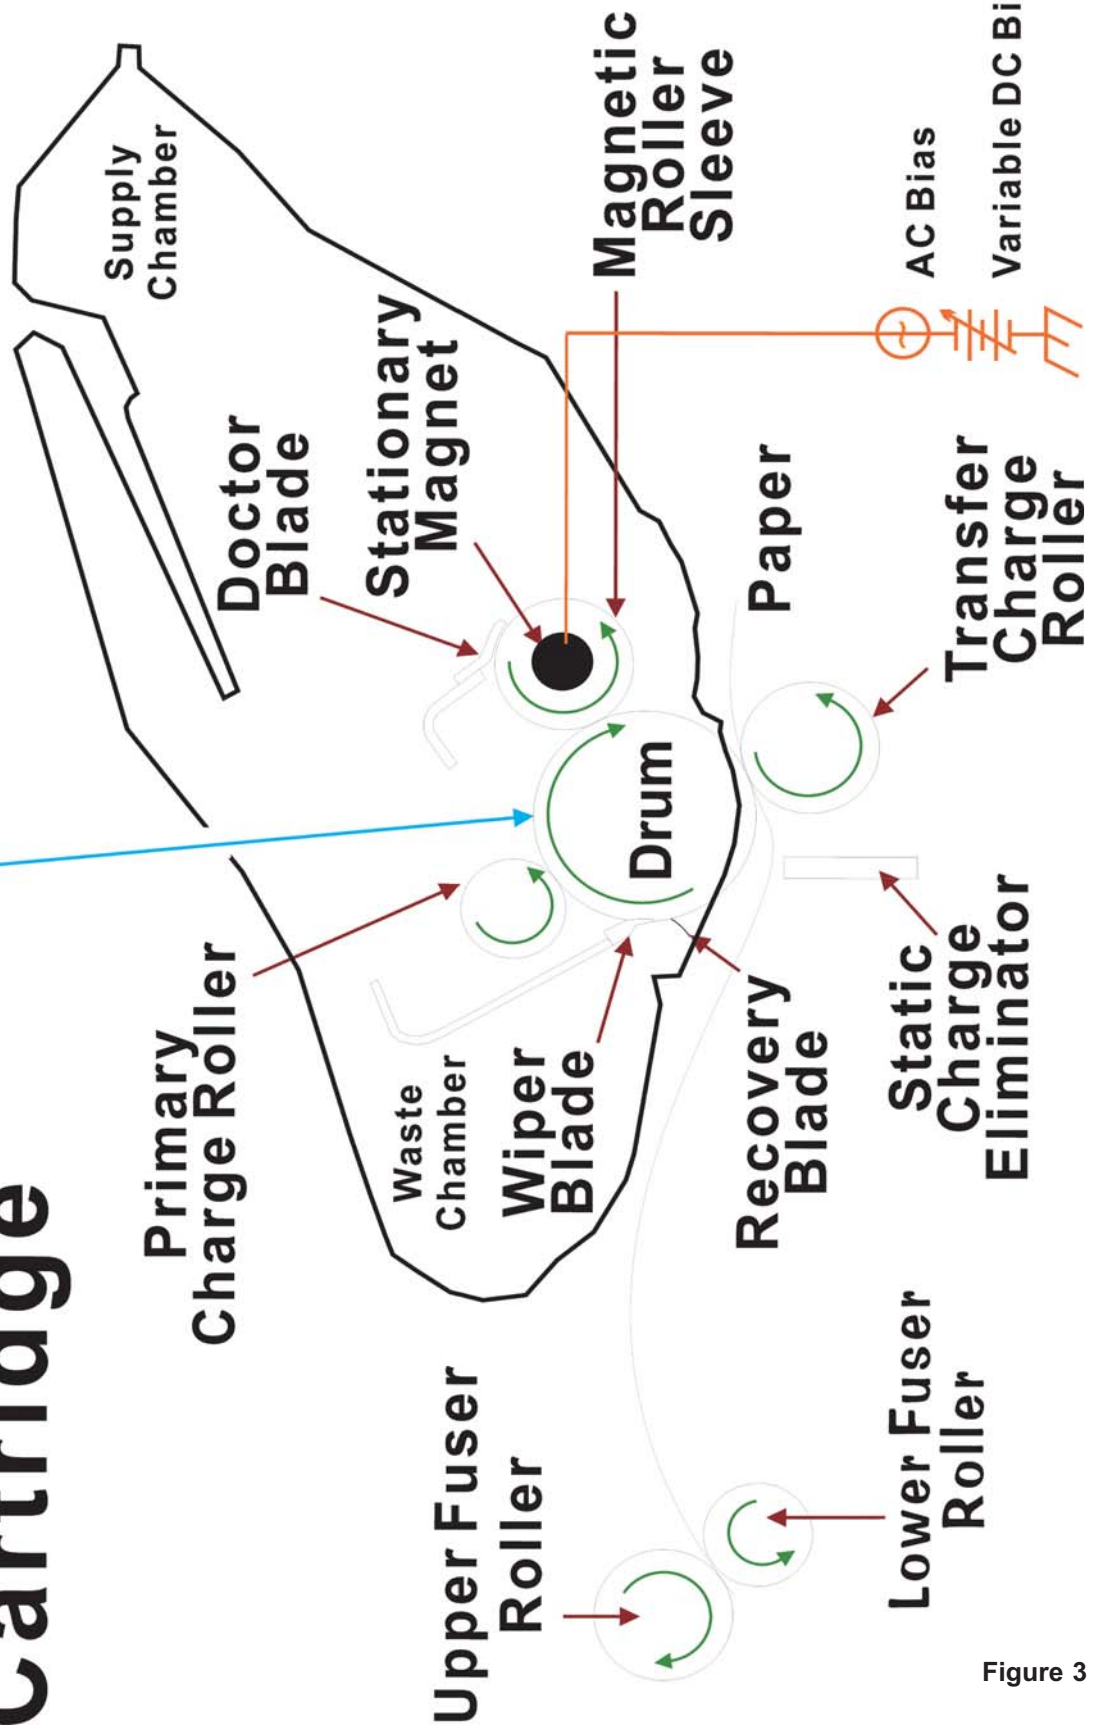 Cartridge
Primary
Charge Roller
Supply
Chamber
Doctor
Blade
Stationary
Magnet
Magnetic
Roller
Sleeve
Waste
Chamber
Wiper
Blade
Drum
Upper Fuser
Roller
Recovery
Blade
Paper
AC Bias
Variable DC Bi
Static
Charge
Eliminator
Transfer
Charge
Roller
Lower Fuser
Roller
Figure 3